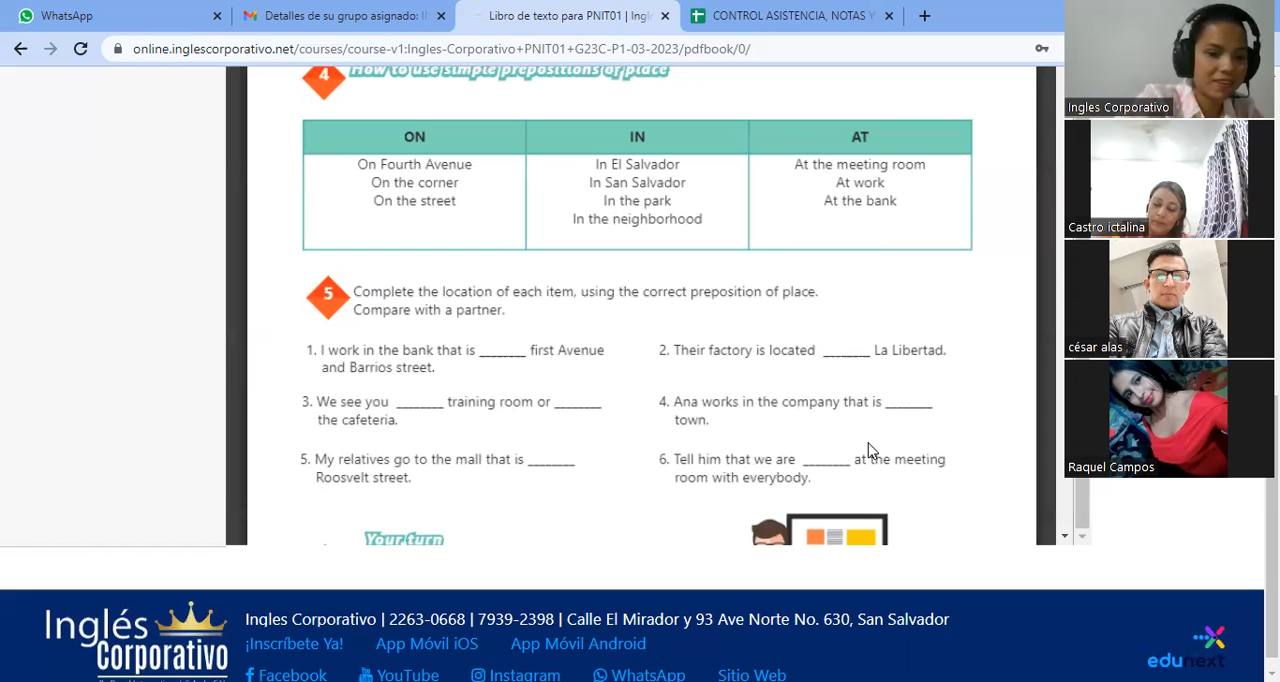 WhatsApp
Detalles de su grupo asignado: II
Libro de texto para PNIT01 | Ingl
CONTROL ASISTENCIA, NOTAS Y
online.inglescorporativo.net/courses/course-v1:Ingles-Corporativo+PNIT01+G23C-P1-03-2023/pdfbook/0/
4 How to use simple prepositions of place
ON IN AT
On Fourth Avenue In El Salvador At the meeting room
On the corner In San Salvador At work
On the street In the park At the bank
In the neighborhood
5 Complete the location of each item, using the correct preposition of place.
Compare with a partner.
1. I work in the bank that is _______ first Avenue
and Barrios street.
2. Their factory is located _______ La Libertad.
3. We see you _______ training room or _______
the cafeteria.
4. Ana works in the company that is _______
town.
5. My relatives go to the mall that is _______
Roosvelt street.
6. Tell him that we are _______ at the meeting
room with everybody.
Your turn
Ingles Corporativo
Castro ictalina
césar alas
Raquel Campos
Inglés
Corporativo
Ingles Corporativo | 2263-0668 | 7939-2398 | Calle El Mirador y 93 Ave Norte No. 630, San Salvador
¡Inscríbete Ya! App Móvil iOS App Móvil Android
Facebook YouTube Instagram WhatsApp Sitio Web
edunext